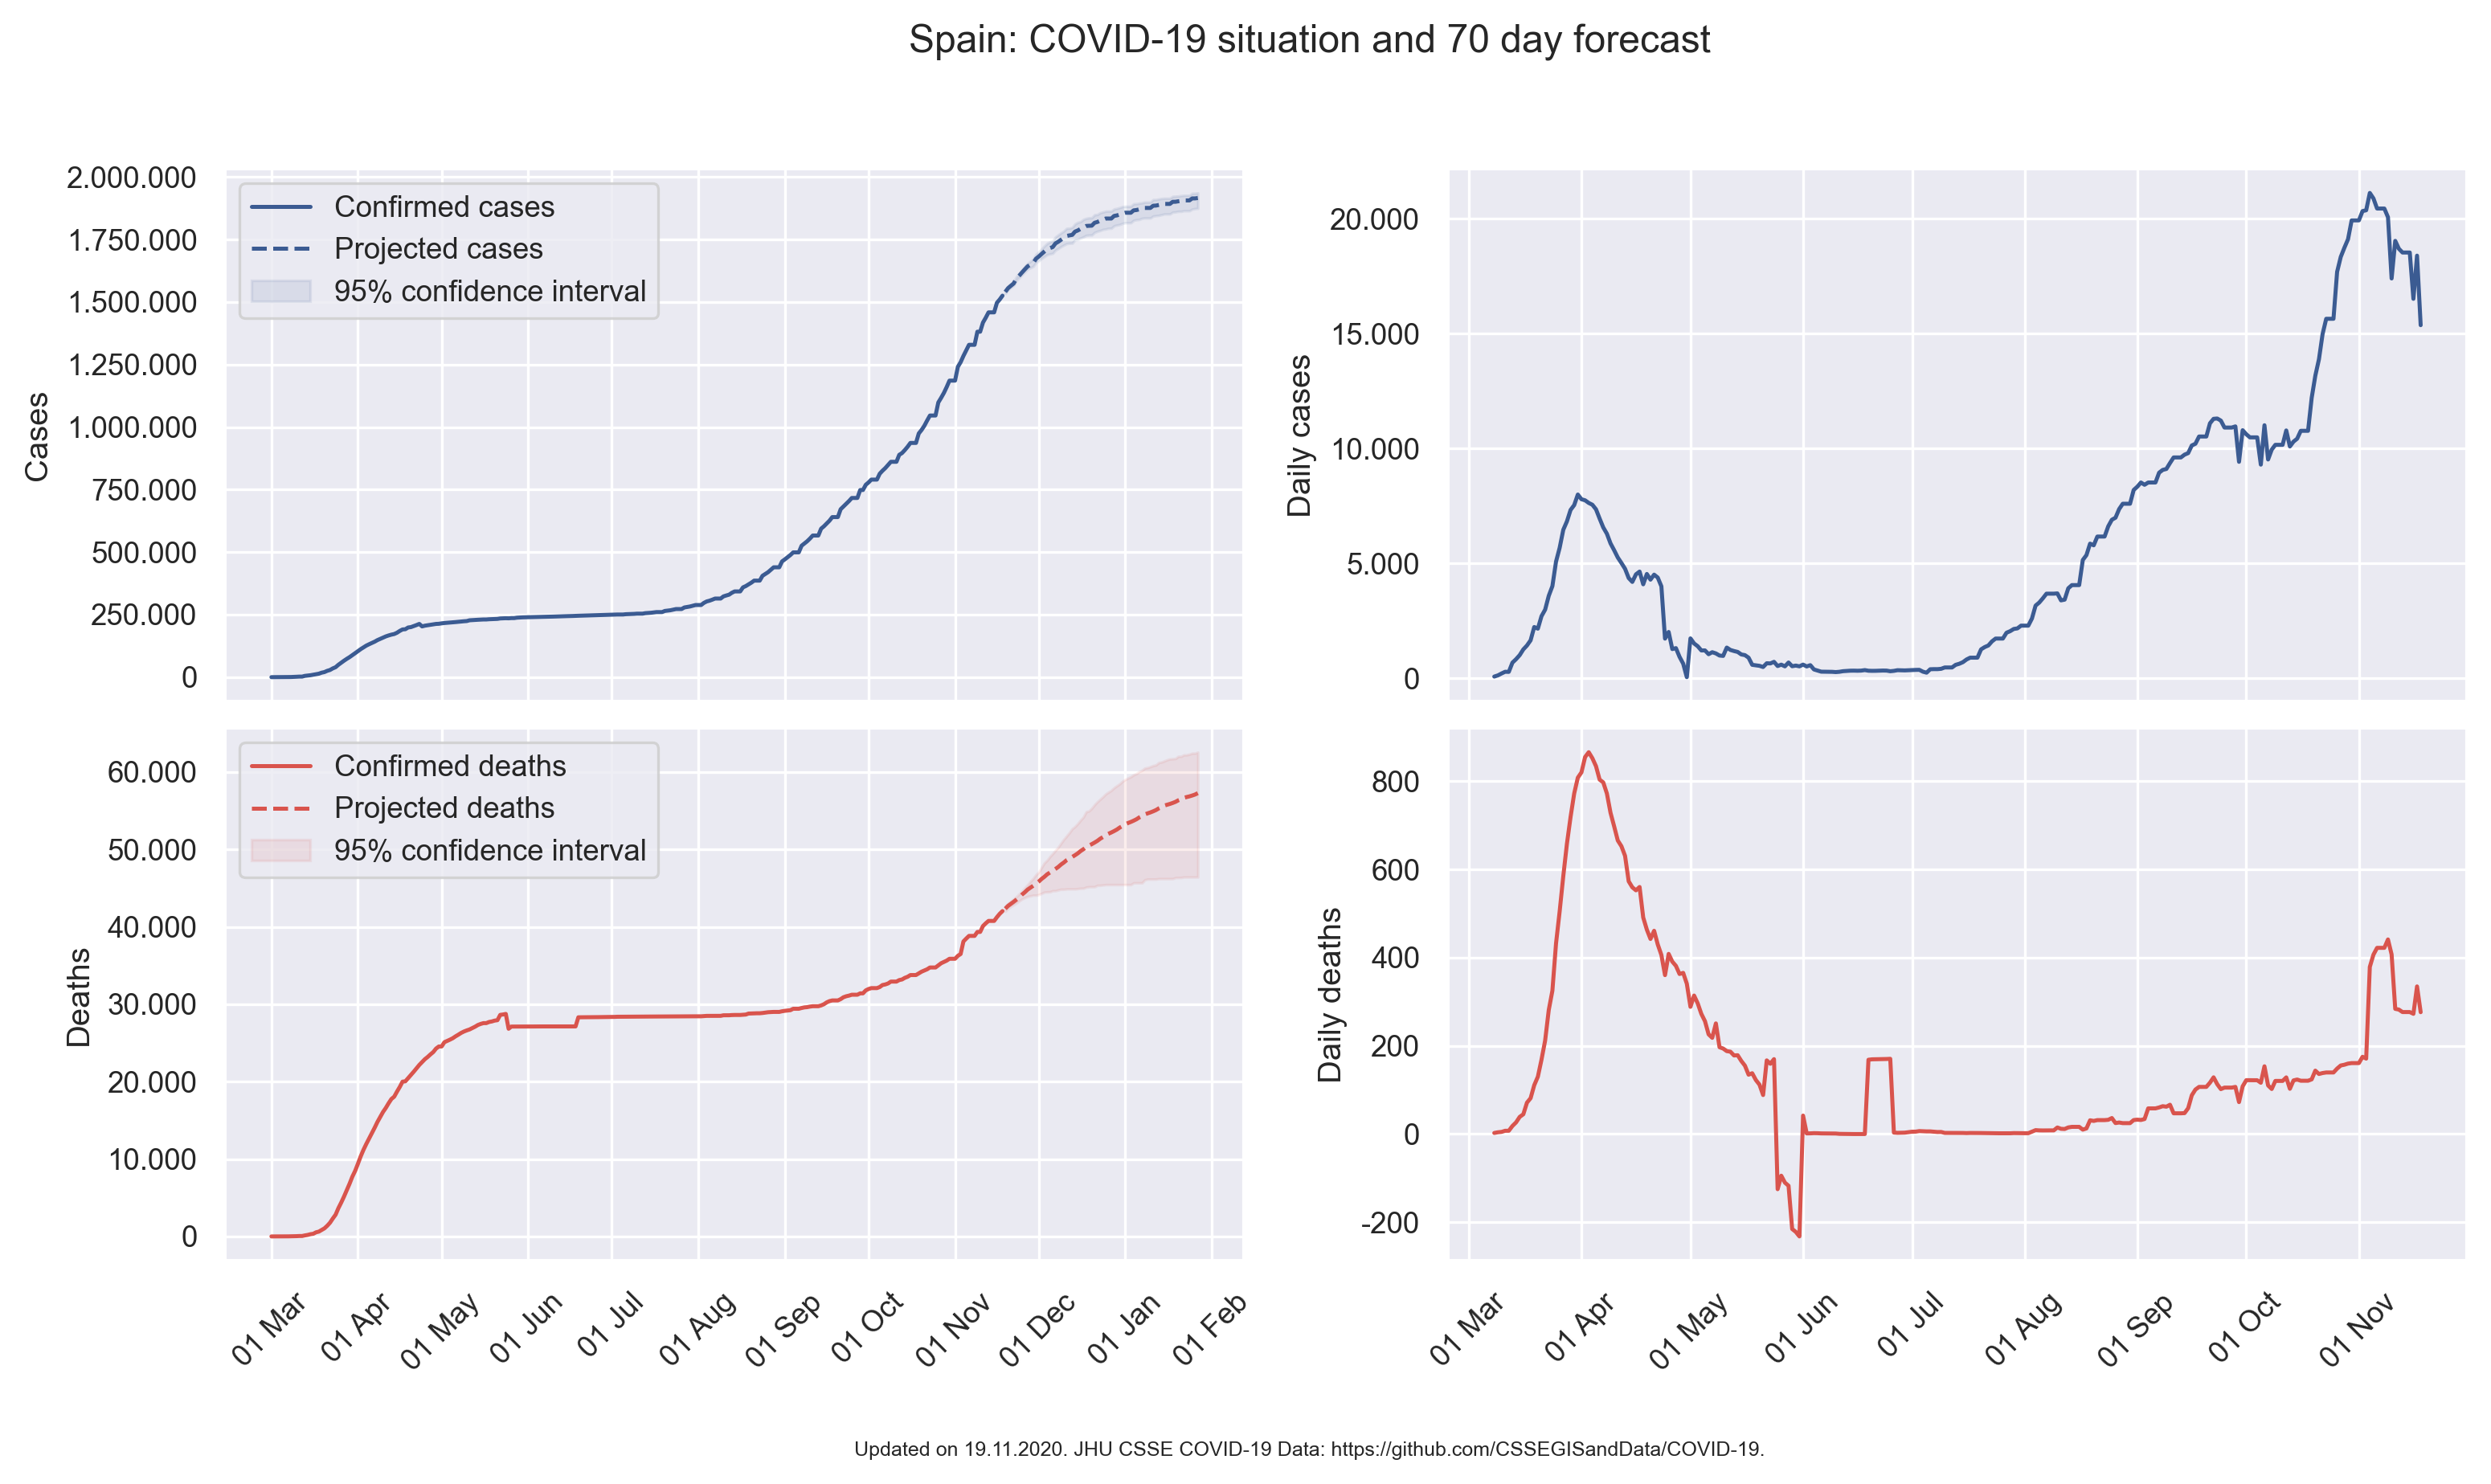 Spain: COVID-19 situation and 70 day forecast
2.000.000
1.750.000
1.500.000
1.250.000
1.000.000
750.000
500.000
250.000
0
Cases
Confirmed cases
Projected cases
95% confidence interval
20.000
15.000
10.000
5.000
0
Daily cases
60.000
50.000
40.000
30.000
20.000
10.000
0
Deaths
Confirmed deaths
Projected deaths
95% confidence interval
01 Mar
01 Apr
01 May
01 Jun
01 Jul
01 Aug
01 Sep
01 Oct
01 Nov
01 Dec
01 Jan
01 Feb
800
600
400
200
0
-200
Daily deaths
01 Mar
01 Apr
01 May
01 Jun
01 Jul
01 Aug
01 Sep
01 Oct
01 Nov
Updated on 19.11.2020. JHU CSSE COVID-19 Data: https://github.com/CSSEGISandData/COVID-19.